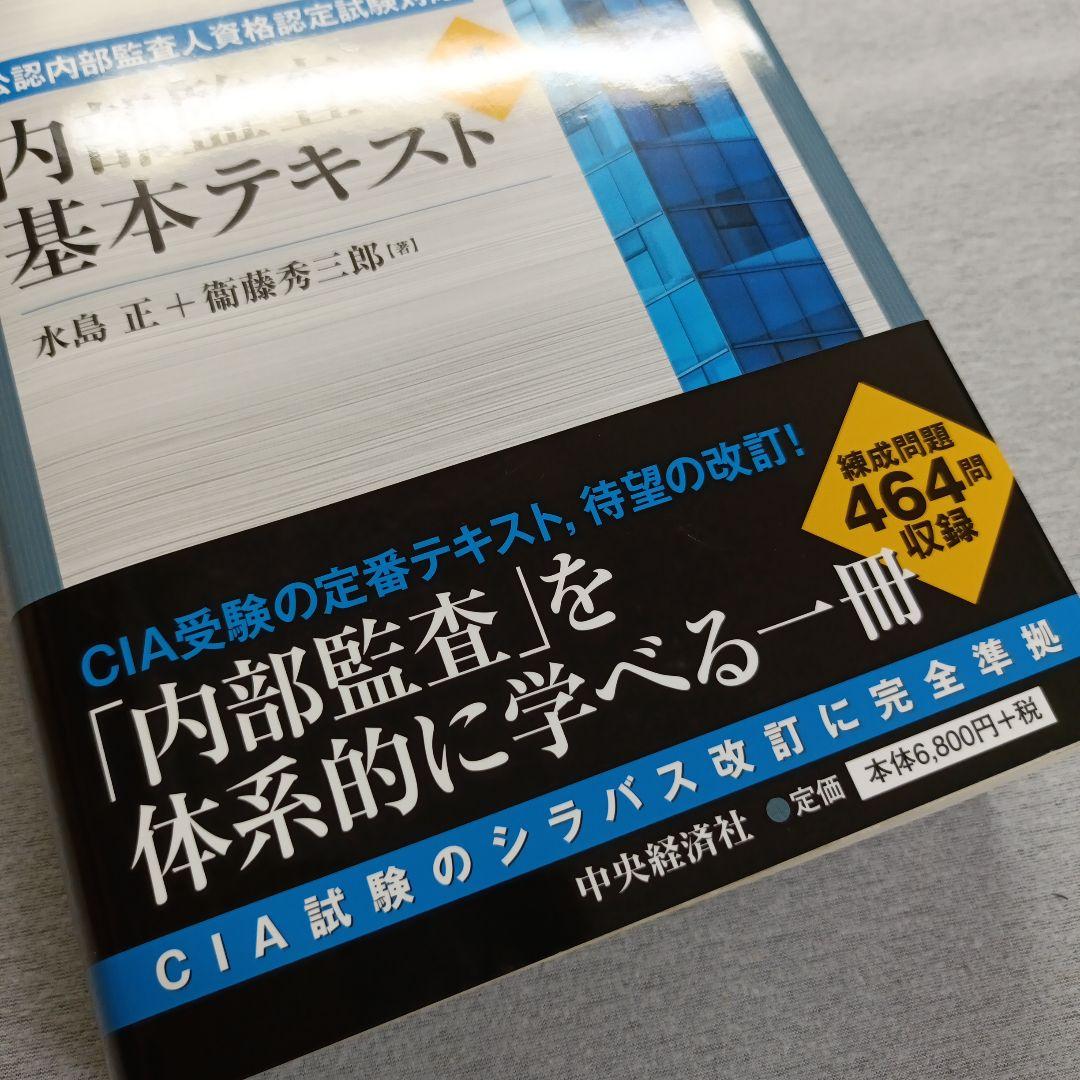 公認内部監査人資格認定試験対応
内部監査
基本テキスト
水島 正+衞藤秀三郎[著]
練成問題
464問
収録
CIA受験の定番テキスト,待望の改訂!
「内部監査」を
体系的に学べる一冊
CIA試験のシラバス改訂に完全準拠
中央経済社 ●定価 本体6,800円+税